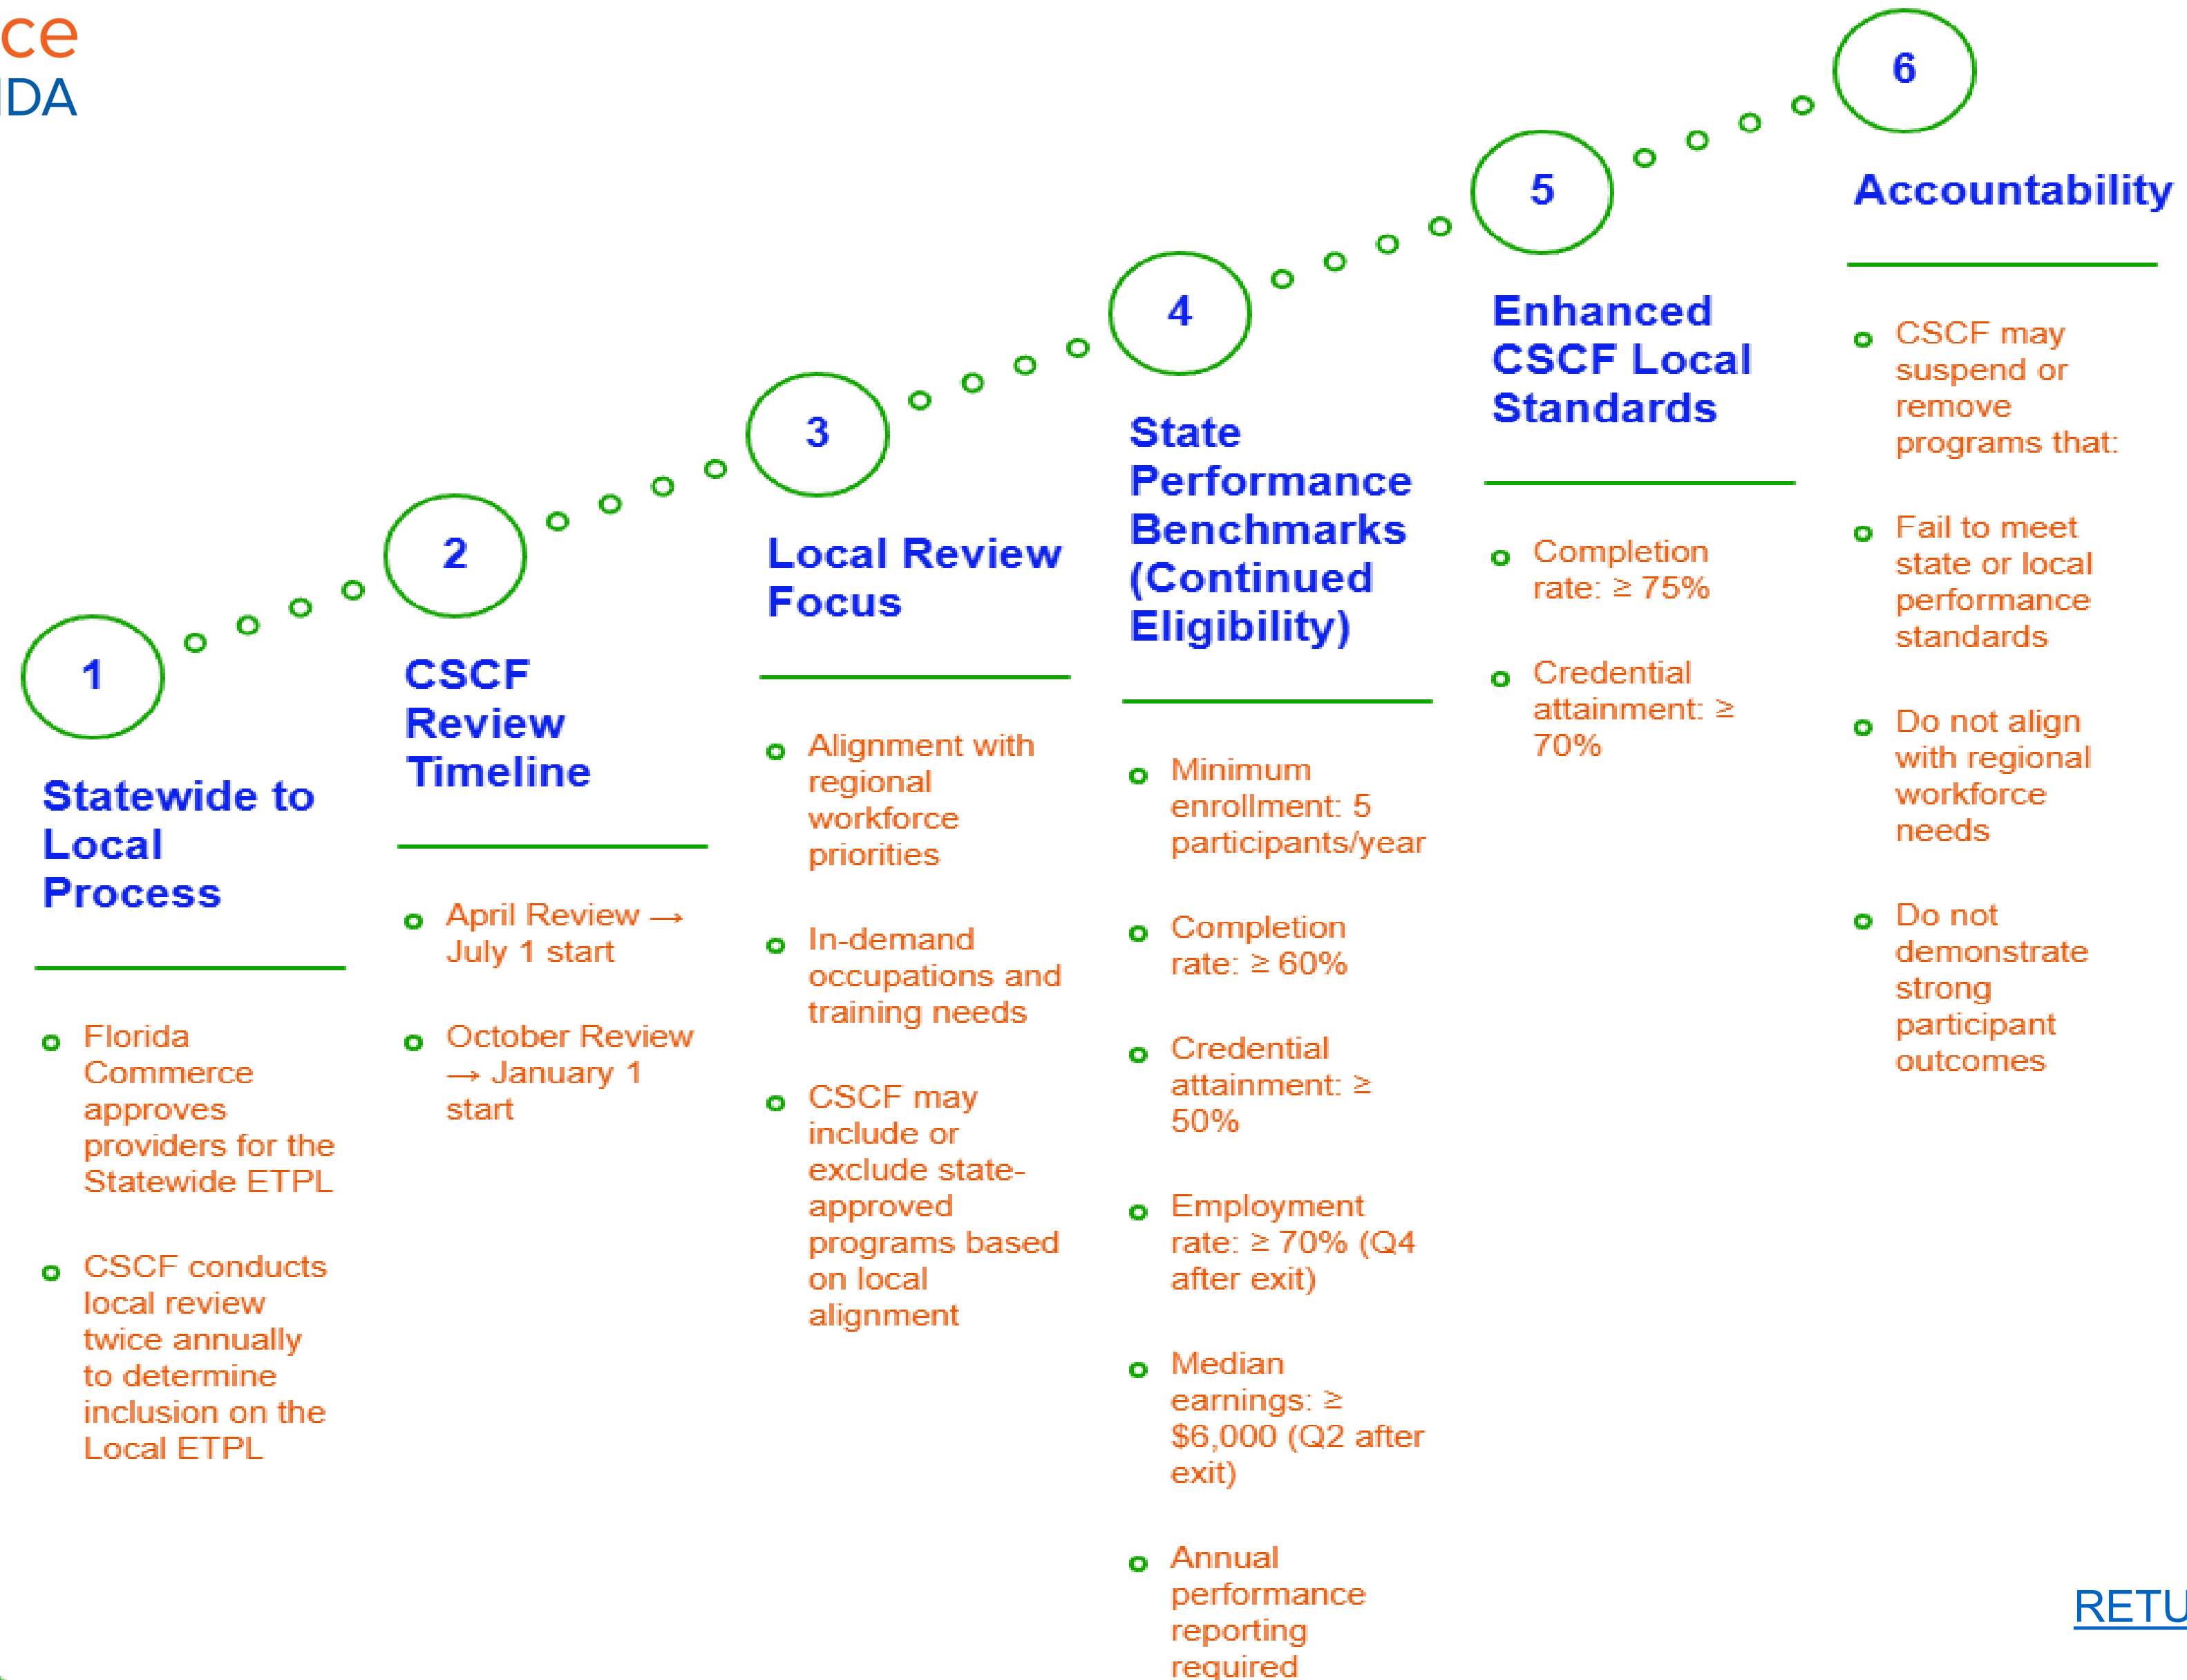 ce
IDA
1
Statewide to
Local
Process
Florida
Commerce
approves
providers for the
Statewide ETPL
CSCF conducts
local review
twice annually
to determine
inclusion on the
Local ETPL
2
CSCF
Review
Timeline
April Review →
July 1 start
October Review
→ January 1
start
3
Local Review
Focus
Alignment with
regional
workforce
priorities
In-demand
occupations and
training needs
CSCF may
include or
exclude state-
approved
programs based
on local
alignment
4
State
Performance
Benchmarks
(Continued
Eligibility)
Minimum
enrollment: 5
participants/year
Completion
rate: ≥ 60%
Credential
attainment: ≥
50%
Employment
rate: ≥ 70% (Q4
after exit)
Median
earnings: ≥
$6,000 (Q2 after
exit)
Annual
performance
reporting
required
5
Enhanced
CSCF Local
Standards
Completion
rate: ≥ 75%
Credential
attainment: ≥
70%
6
Accountability
CSCF may
suspend or
remove
programs that:
Fail to meet
state or local
performance
standards
Do not align
with regional
workforce
needs
Do not
demonstrate
strong
participant
outcomes
RETU